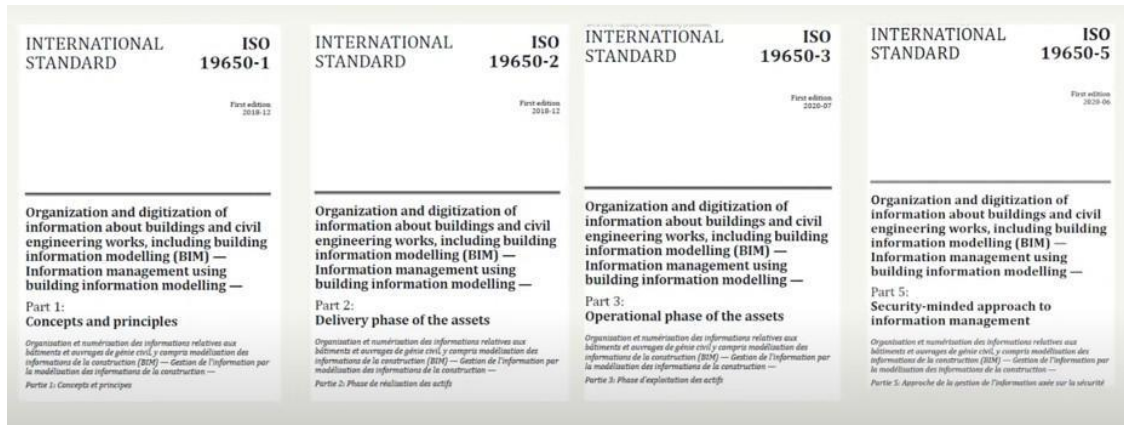 INTERNATIONAL STANDARD
ISO 19650-1
First edition
2018-12
Organization and digitization of
information about buildings and civil
engineering works, including building
information modelling (BIM) —
Information management using
building information modelling —
Part 1:
Concepts and principles
Organisation et numérisation des informations relatives aux
bâtiments et ouvrages de génie civil, y compris modélisation des
informations de la construction (BIM) — Gestion de l'information par
la modélisation des informations de la construction —
Partie 1: Concepts et principes
INTERNATIONAL STANDARD
ISO 19650-2
First edition
2018-12
Organization and digitization of
information about buildings and civil
engineering works, including building
information modelling (BIM) —
Information management using
building information modelling —
Part 2:
Delivery phase of the assets
Organisation et numérisation des informations relatives aux
bâtiments et ouvrages de génie civil, y compris modélisation des
informations de la construction (BIM) — Gestion de l'information par
la modélisation des informations de la construction —
Partie 2: Phase de réalisation des actifs
INTERNATIONAL STANDARD
ISO 19650-3
First edition
2020-07
Organization and digitization of
information about buildings and civil
engineering works, including building
information modelling (BIM) —
Information management using
building information modelling —
Part 3:
Operational phase of the assets
Organisation et numérisation des informations relatives aux
bâtiments et ouvrages de génie civil, y compris modélisation des
informations de la construction (BIM) — Gestion de l'information par
la modélisation des informations de la construction —
Partie 3: Phase d'exploitation des actifs
INTERNATIONAL STANDARD
ISO 19650-5
First edition
2020-06
Organization and digitization of
information about buildings and civil
engineering works, including building
information modelling (BIM) —
Information management using
building information modelling —
Part 5:
Security-minded approach to
information management
Organisation et numérisation des informations relatives aux
bâtiments et ouvrages de génie civil, y compris modélisation des
informations de la construction (BIM) — Gestion de l'information par
la modélisation des informations de la construction —
Partie 5: Approche de la gestion de l'information axée sur la sécurité